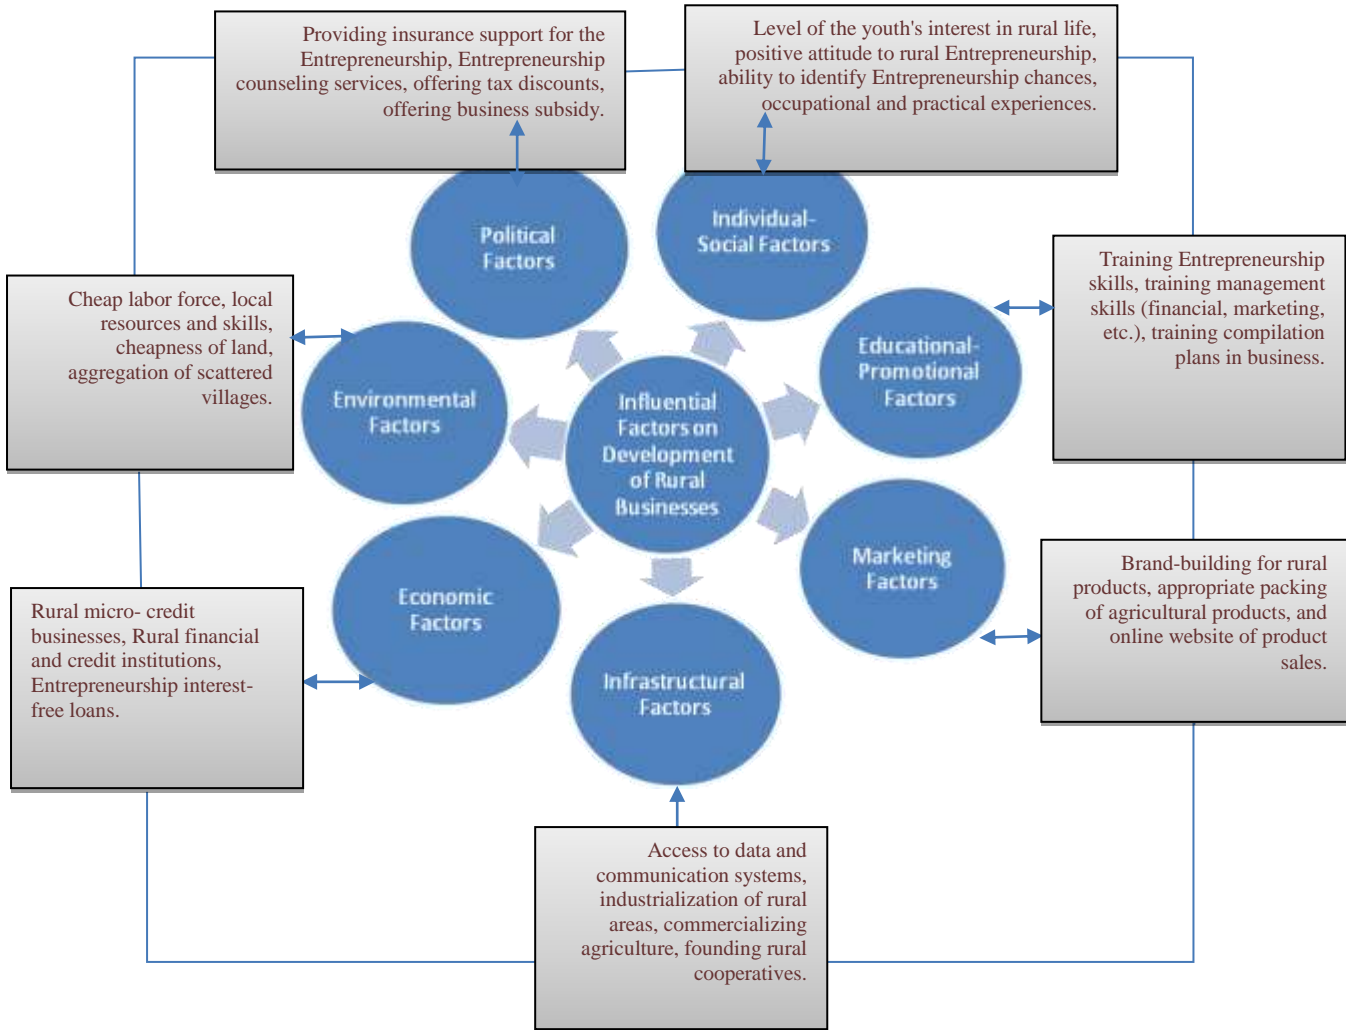 Providing insurance support for the
Entrepreneurship, Entrepreneurship
counseling services, offering tax discounts,
offering business subsidy.
Level of the youth's interest in rural life,
positive attitude to rural Entrepreneurship,
ability to identify Entrepreneurship chances,
occupational and practical experiences.
Political
Factors
Individual-
Social Factors
Cheap labor force, local
resources and skills,
cheapness of land,
aggregation of scattered
villages.
Training Entrepreneurship
skills, training management
skills (financial, marketing,
etc.), training compilation
plans in business.
Environmental
Factors
Influential
Factors on
Development
of Rural
Businesses
Educational-
Promotional
Factors
Rural micro- credit
businesses, Rural financial
and credit institutions,
Entrepreneurship interest-
free loans.
Economic
Factors
Marketing
Factors
Brand-building for rural
products, appropriate packing
of agricultural products, and
online website of product
sales.
Infrastructural
Factors
Access to data and
communication systems,
industrialization of rural
areas, commercializing
agriculture, founding rural
cooperatives.